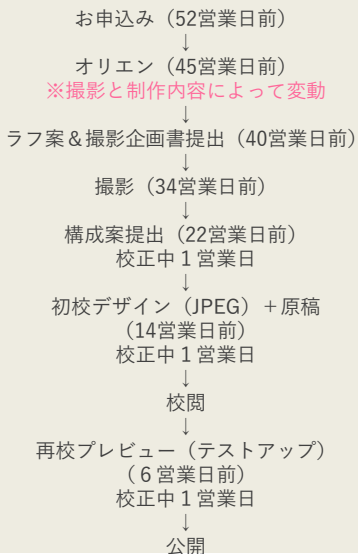 お申込み（52営業日前）
↓
オリエン（45営業日前）
※撮影と制作内容によって変動
↓
ラフ案＆撮影企画書提出（40営業日前）
↓
撮影（34営業日前）
↓
構成案提出（22営業日前）
校正中１営業日
↓
初校デザイン（JPEG）＋原稿
（14営業日前）
校正中１営業日
↓
校閲
↓
再校プレビュー（テストアップ）
（６営業日前）
校正中１営業日
↓
公開